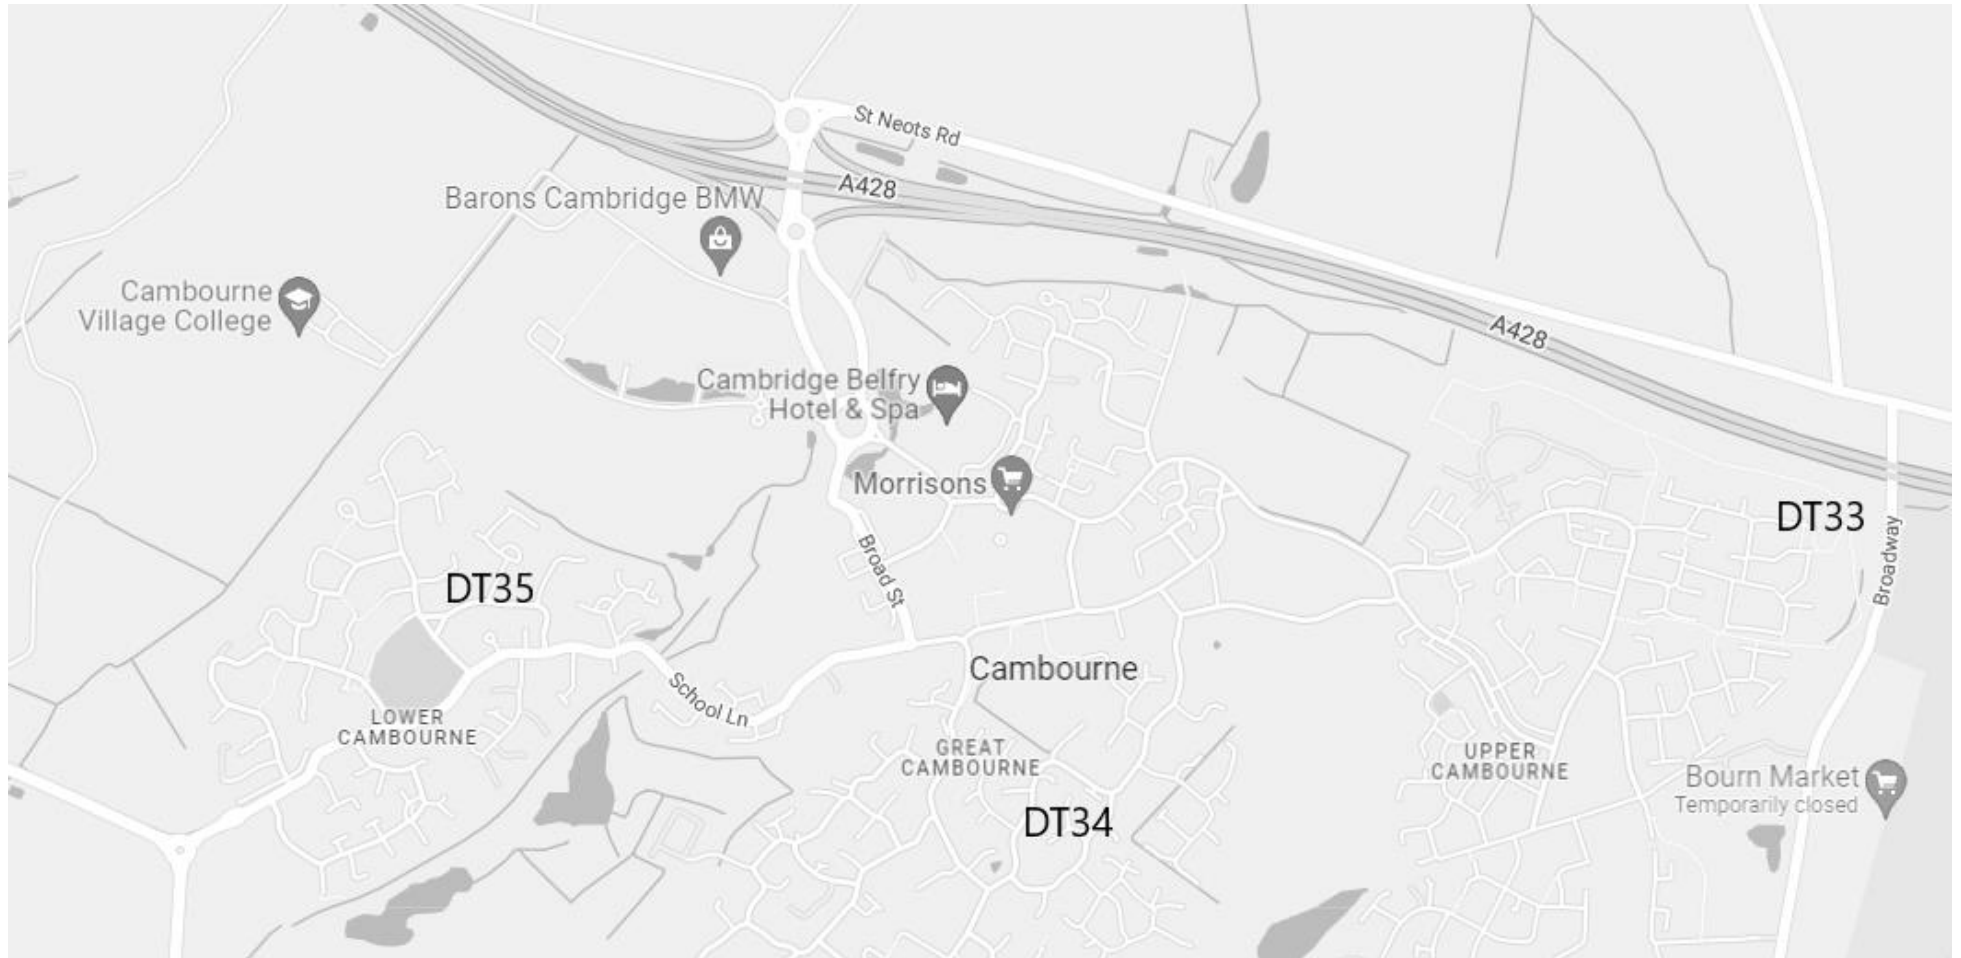 St Neots Rd
A428
Barons Cambridge BMW
Cambourne
Village College
A428
Cambridge Belfry
Hotel & Spa
Morrisons
DT33
Broad St
Broadway
DT35
Cambourne
School Ln
LOWER
CAMBOURNE
GREAT
CAMBOURNE
UPPER
CAMBOURNE
Bourn Market
Temporarily closed
DT34